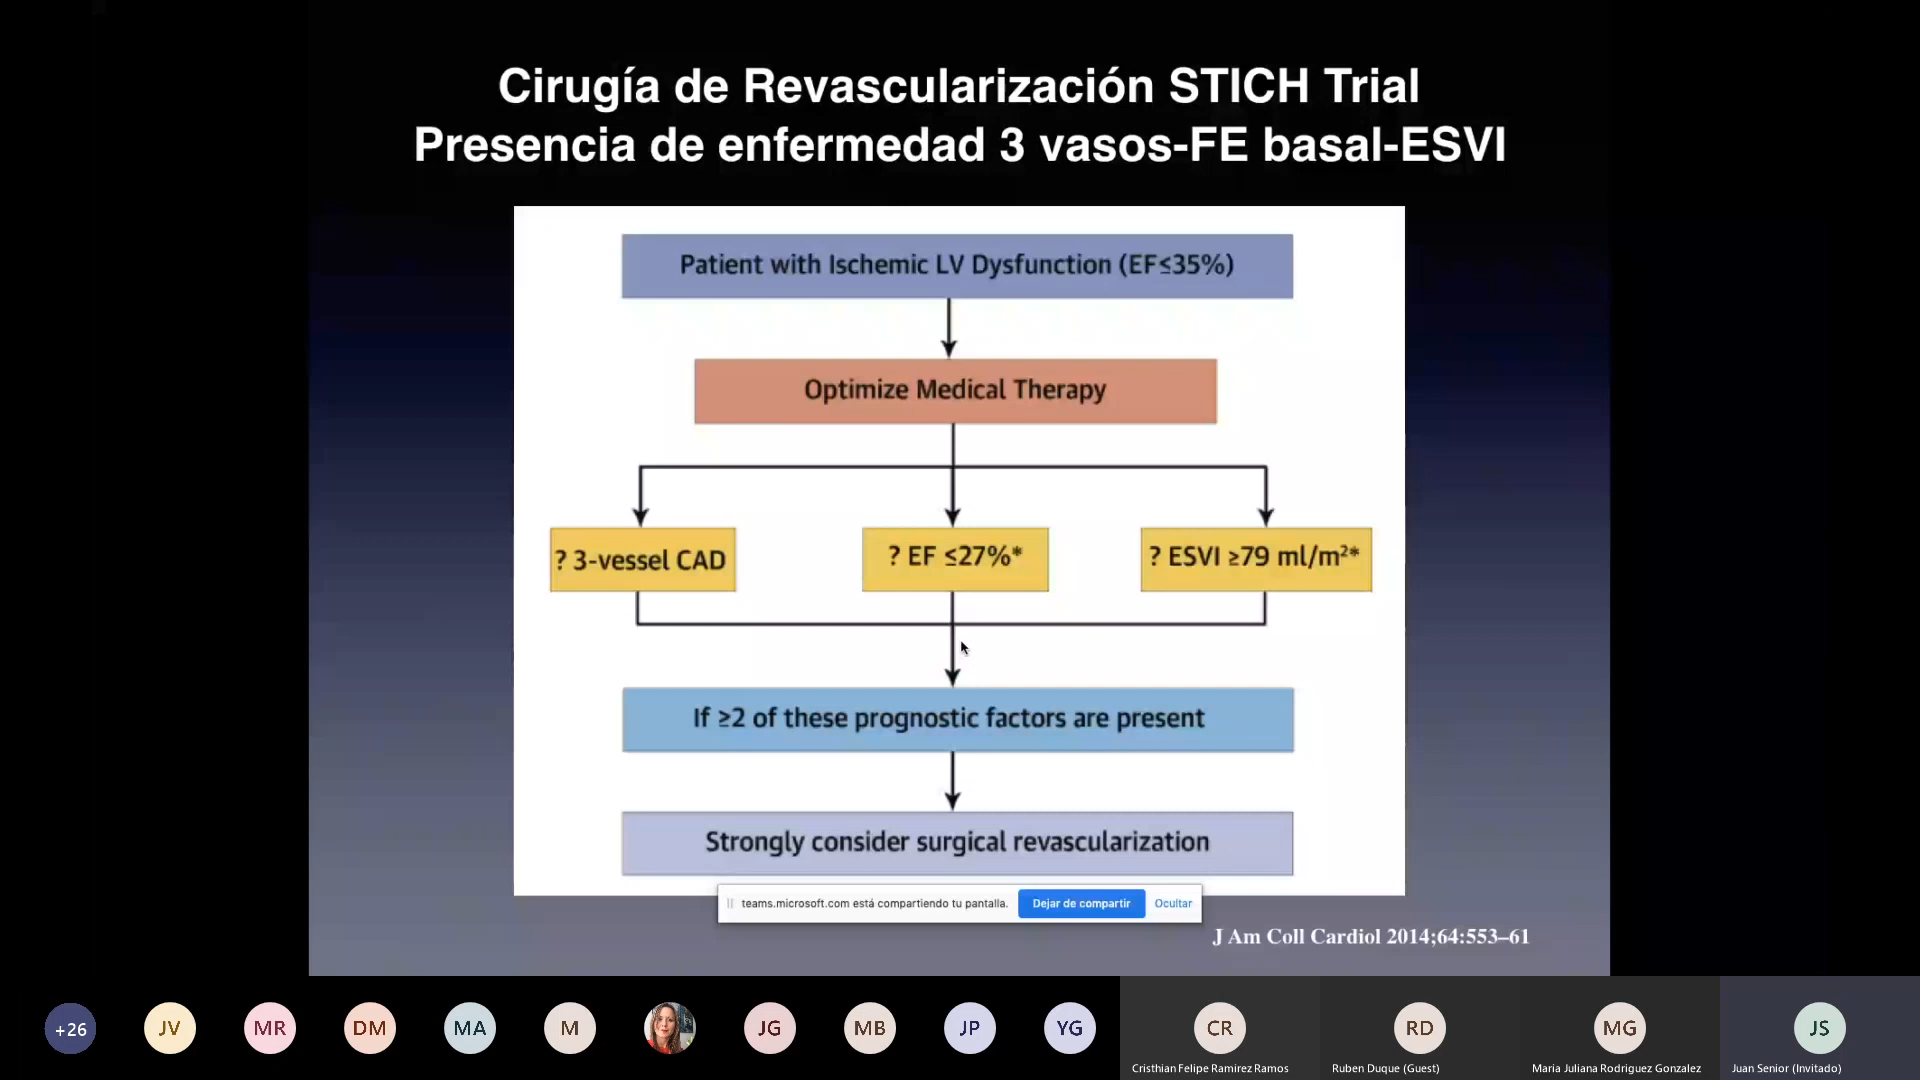 Cirugía de Revascularización STICH Trial
Presencia de enfermedad 3 vasos-FE basal-ESVI
Patient with Ischemic LV Dysfunction (EF≤35%)
Optimize Medical Therapy
? 3-vessel CAD
? EF ≤27%*
? ESVI ≥79 ml/m²*
If ≥2 of these prognostic factors are present
Strongly consider surgical revascularization
teams.microsoft.com está compartiendo tu pantalla. Dejar de compartir Ocultar
J Am Coll Cardiol 2014;64:553–61
+26 JV MR DM MA M JG MB JP YG CR RD MG JS
Cristhian Felipe Ramirez Ramos Ruben Duque (Guest) Maria Juliana Rodriguez Gonzalez Juan Senior (Invitado)